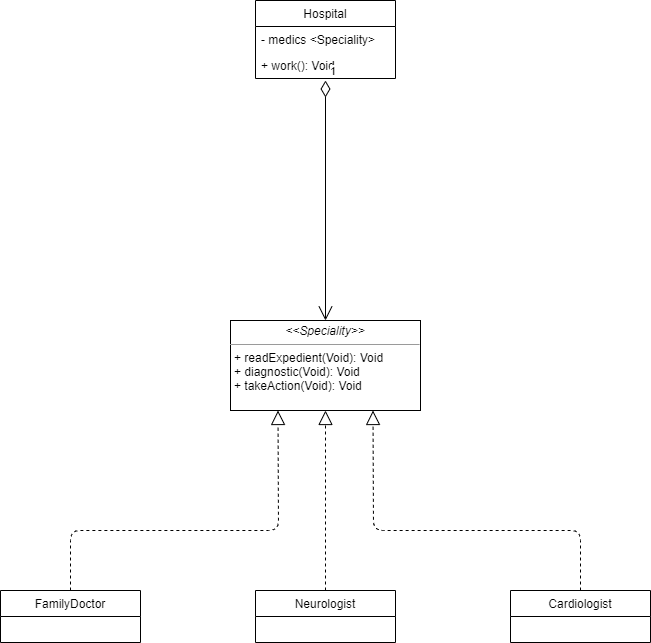 Hospital
- medics <Speciality>
+ work(): Void
1
<<Speciality>>
+ readExpedient(Void): Void
+ diagnostic(Void): Void
+ takeAction(Void): Void
FamilyDoctor
Neurologist
Cardiologist